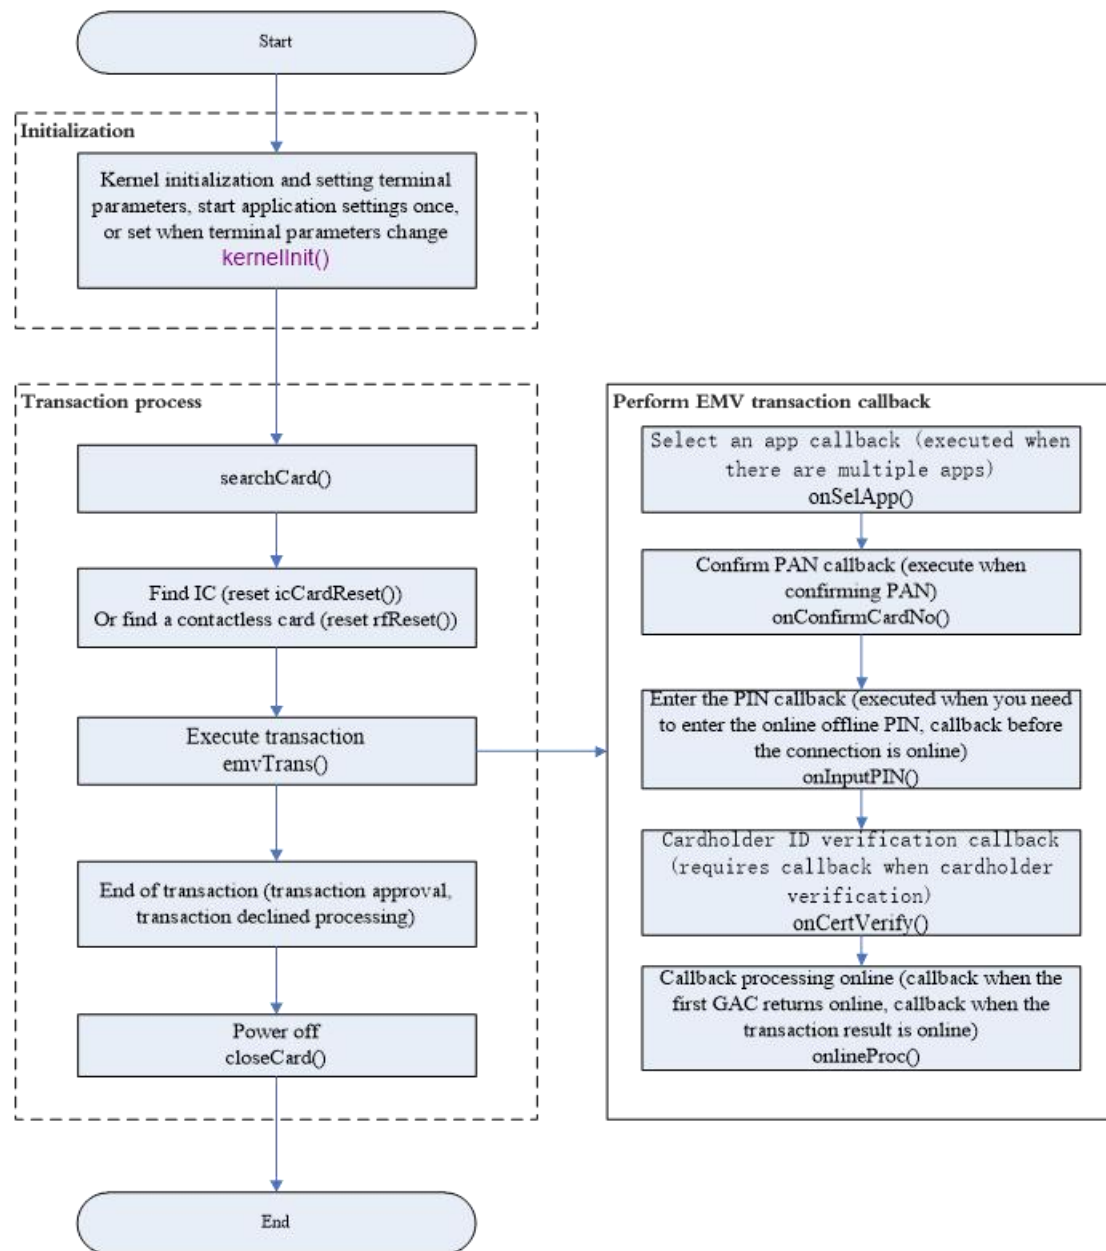 Start
Initialization
Kernel initialization and setting terminal
parameters, start application settings once,
or set when terminal parameters change
kernelInit()
Transaction process
searchCard()
Find IC (reset icCardReset())
Or find a contactless card (reset rfReset())
Execute transaction
emvTrans()
End of transaction (transaction approval,
transaction declined processing)
Power off
closeCard()
End
Perform EMV transaction callback
Select an app callback (executed when
there are multiple apps)
onSelApp()
Confirm PAN callback (execute when
confirming PAN)
onConfirmCardNo()
Enter the PIN callback (executed when you need
to enter the online offline PIN, callback before
the connection is online)
onInputPIN()
Cardholder ID verification callback
(requires callback when cardholder
verification)
onCertVerify()
Callback processing online (callback when the
first GAC returns online, callback when the
transaction result is online)
onlineProc()